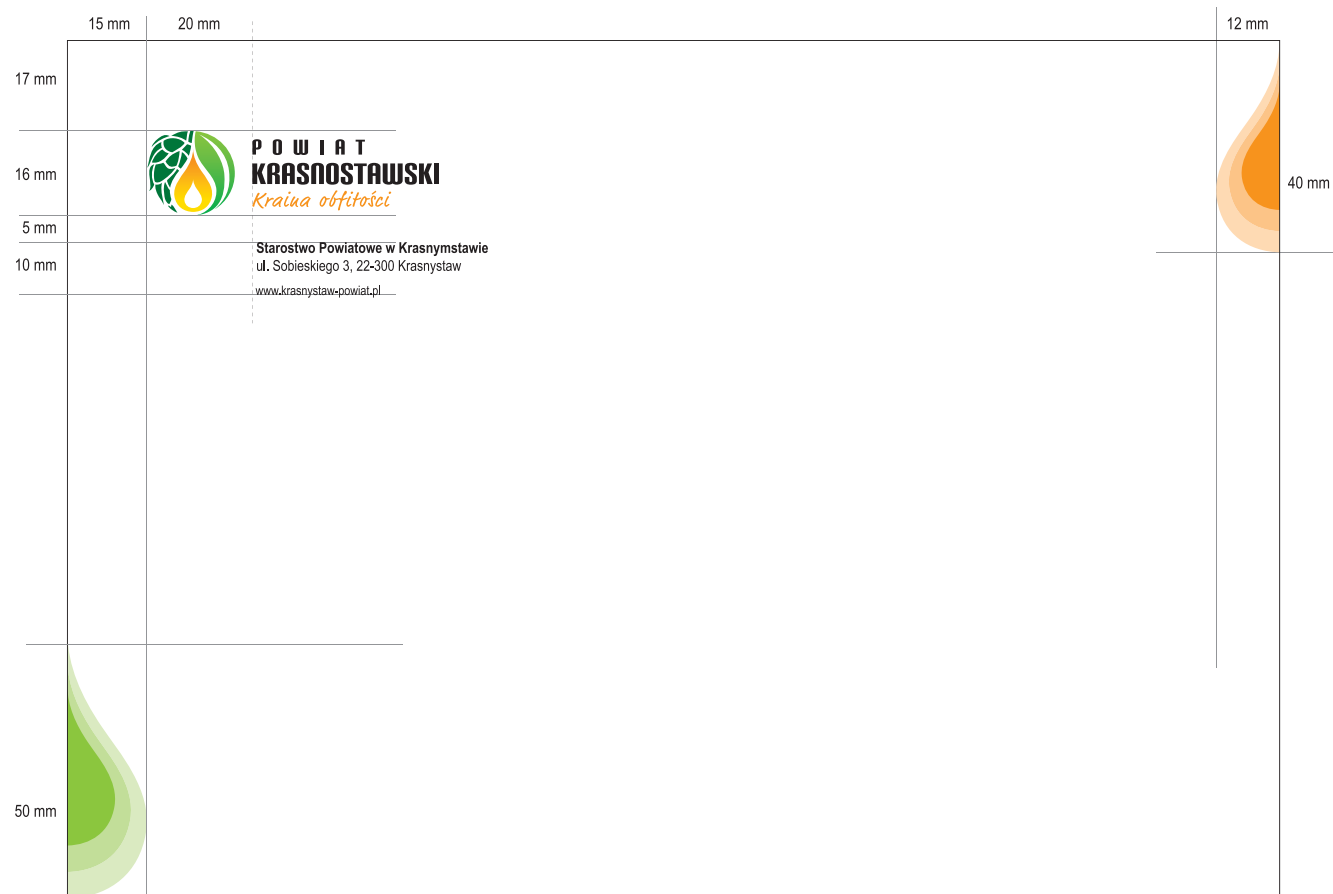 15 mm
20 mm
12 mm
17 mm
16 mm
5 mm
10 mm
POWIAT
KRASNOSTAWSKI
Kraina obfitości
Starostwo Powiatowe w Krasnymstawie
ul. Sobieskiego 3, 22-300 Krasnystaw
www.krasnystaw-powiat.pl
40 mm
50 mm